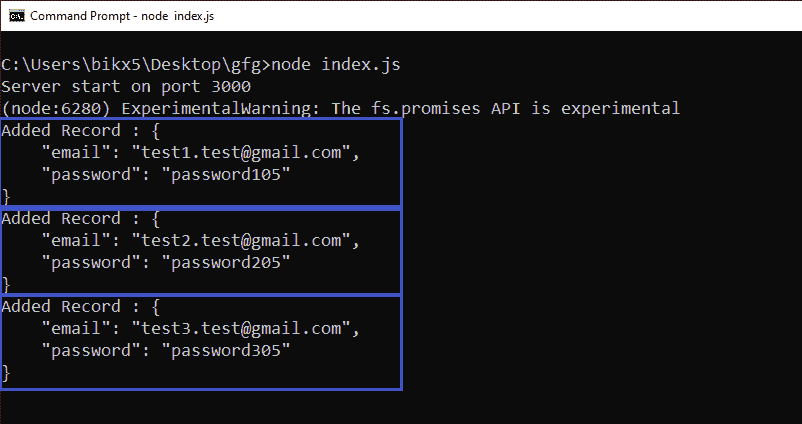 Command Prompt - node index.js
C:\Users\bikx5\Desktop\gfg>node index.js
Server start on port 3000
(node:6280) ExperimentalWarning: The fs.promises API is experimental
Added Record : {
    "email": "test1.test@gmail.com",
    "password": "password105"
}
Added Record : {
    "email": "test2.test@gmail.com",
    "password": "password205"
}
Added Record : {
    "email": "test3.test@gmail.com",
    "password": "password305"
}